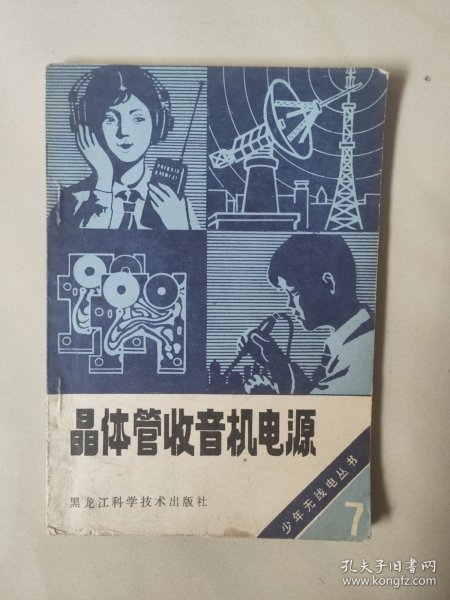 晶体管收音机电源
黑龙江科学技术出版社
少年无线电丛书
7
孔夫子旧书网
www.kongfz.com